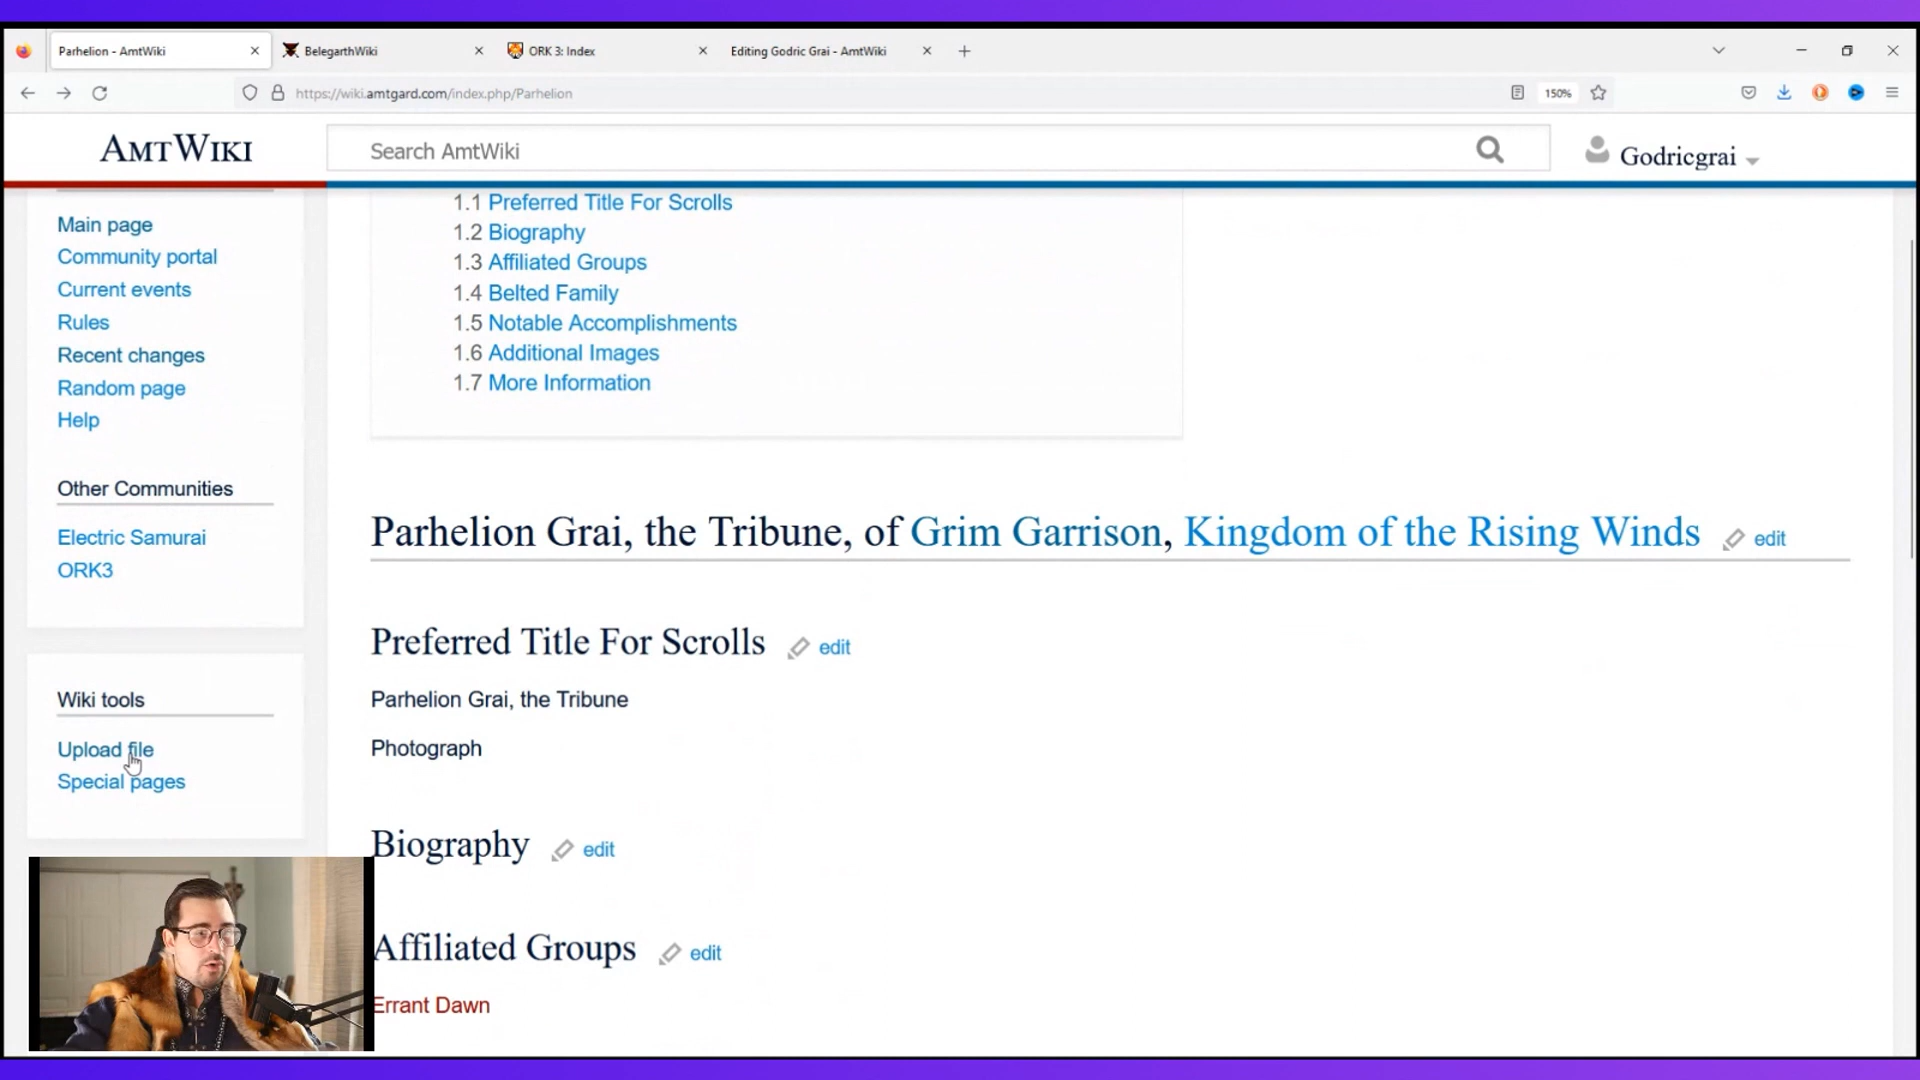 Parhelion - AmtWiki
BelegarthWiki
ORK 3: Index
Editing Godric Grai - AmtWiki
https://wiki.amtgard.com/index.php/Parhelion
150%
AMTWIKI
Search AmtWiki
Godricgrai
Main page
Community portal
Current events
Rules
Recent changes
Random page
Help
Other Communities
Electric Samurai
ORK3
Wiki tools
Upload file
Special pages
1.1 Preferred Title For Scrolls
1.2 Biography
1.3 Affiliated Groups
1.4 Belted Family
1.5 Notable Accomplishments
1.6 Additional Images
1.7 More Information
Parhelion Grai, the Tribune, of Grim Garrison, Kingdom of the Rising Winds edit
Preferred Title For Scrolls edit
Parhelion Grai, the Tribune
Photograph
Biography edit
Affiliated Groups edit
Errant Dawn